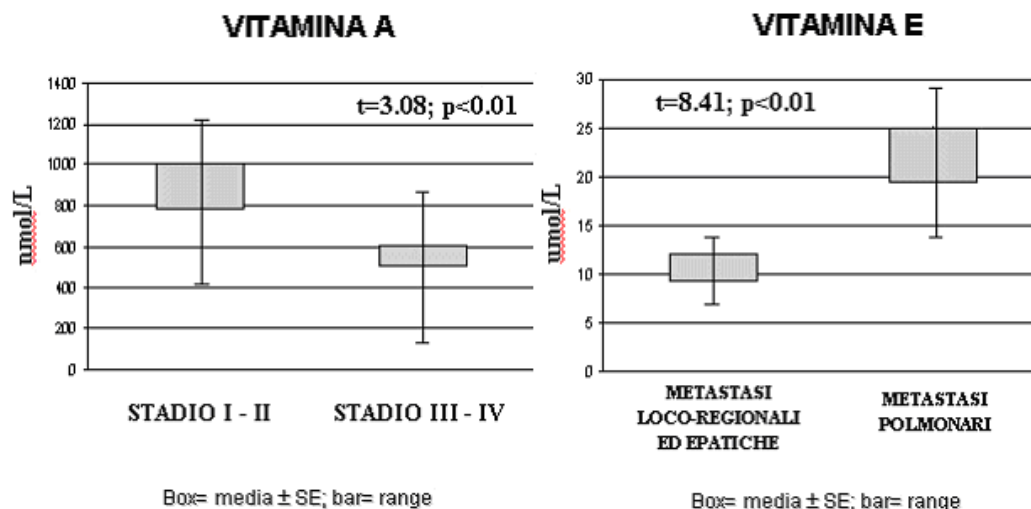 VITAMINA A
1400
1200
1000
800
600
400
200
0
nmol/L
t=3.08; p<0.01
STADIO I - II
STADIO III - IV
Box= media ± SE; bar= range
VITAMINA E
30
25
20
15
10
5
0
umol/L
t=8.41; p<0.01
METASTASI
LOCO-REGIONALI
ED EPATICHE
METASTASI
POLMONARI
Box= media ± SE; bar= range